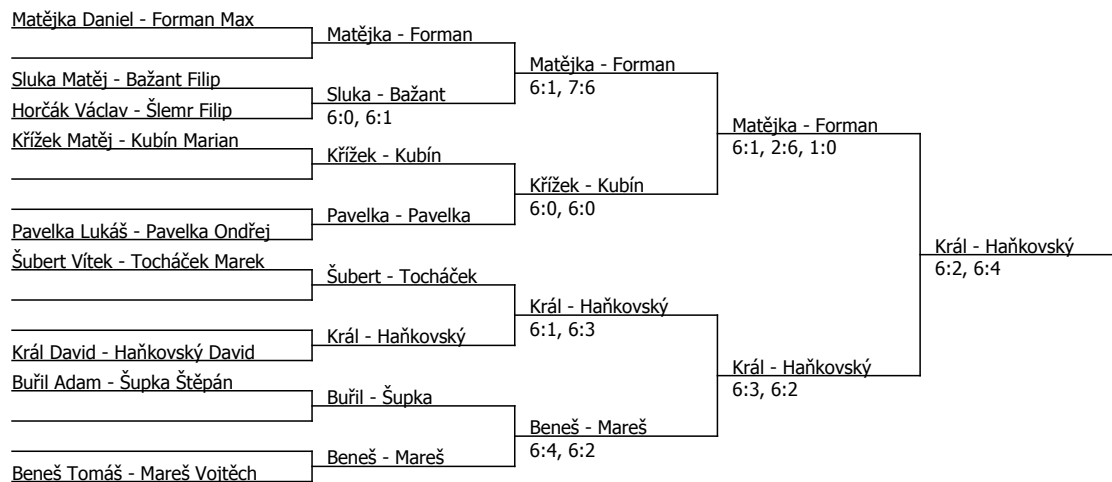 Matějka Daniel - Forman Max
Sluka Matěj - Bažant Filip
Horčák Václav - Šlemr Filip
Křížek Matěj - Kubín Marian
Pavelka Lukáš - Pavelka Ondřej
Šubert Vítek - Tocháček Marek
Král David - Haňkovský David
Buřil Adam - Šupka Štěpán
Beneš Tomáš - Mareš Vojtěch
Matějka - Forman
Sluka - Bažant
6:0, 6:1
Křížek - Kubín
Pavelka - Pavelka
Šubert - Tocháček
Král - Haňkovský
Buřil - Šupka
Beneš - Mareš
Matějka - Forman
6:1, 7:6
Křížek - Kubín
6:0, 6:0
Král - Haňkovský
6:1, 6:3
Beneš - Mareš
6:4, 6:2
Matějka - Forman
6:1, 2:6, 1:0
Král - Haňkovský
6:3, 6:2
Král - Haňkovský
6:2, 6:4